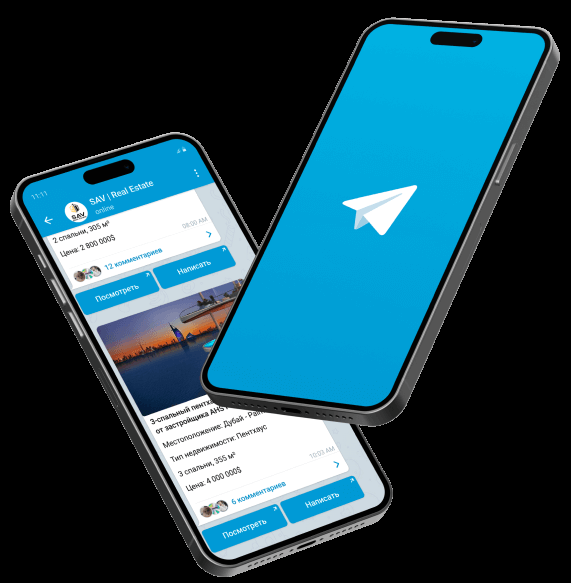 11:11
SAV | Real Estate
online
SAV
2 спальни, 305 м²
08:00 AM
Цена: 2 800 000$
12 комментариев
Посмотреть
Написать
3-спальный
от застройщика AHS
Местоположение: Дубай - Palm
Тип недвижимости: Пентхаус
3 спальни, 355 м²
10:03 AM
Цена: 4 000 000$
6 комментариев
Посмотреть
Написать